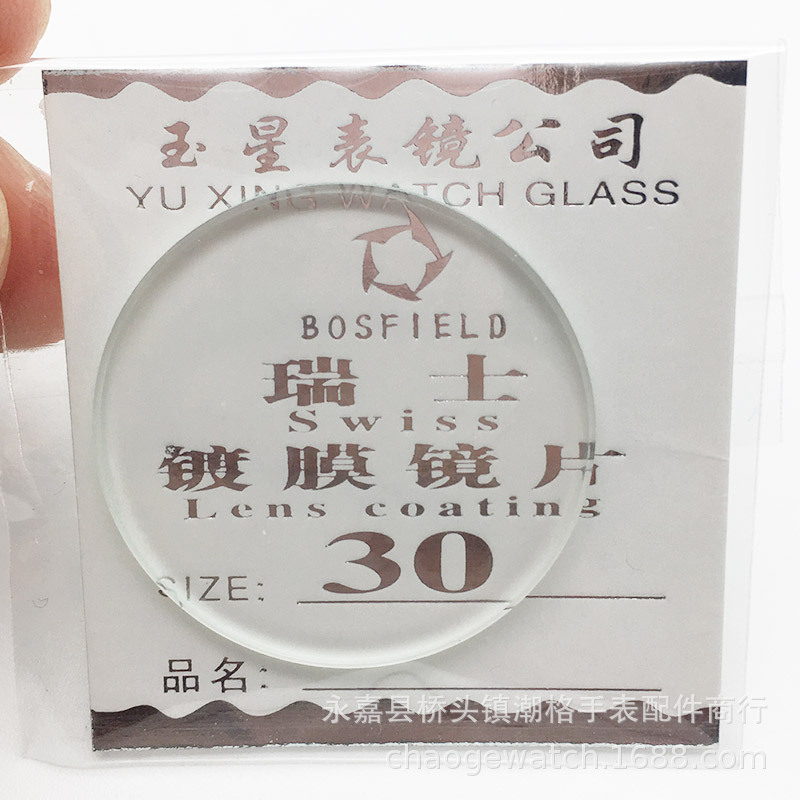 玉星表镜公司
YU XING WATCH GLASS
BOSFIELD
瑞士
Swiss
镀膜镜片
Lens coating
SIZE: 30
品名:
永嘉县桥头镇潮格手表配件商行
chaogewatch.1688.com